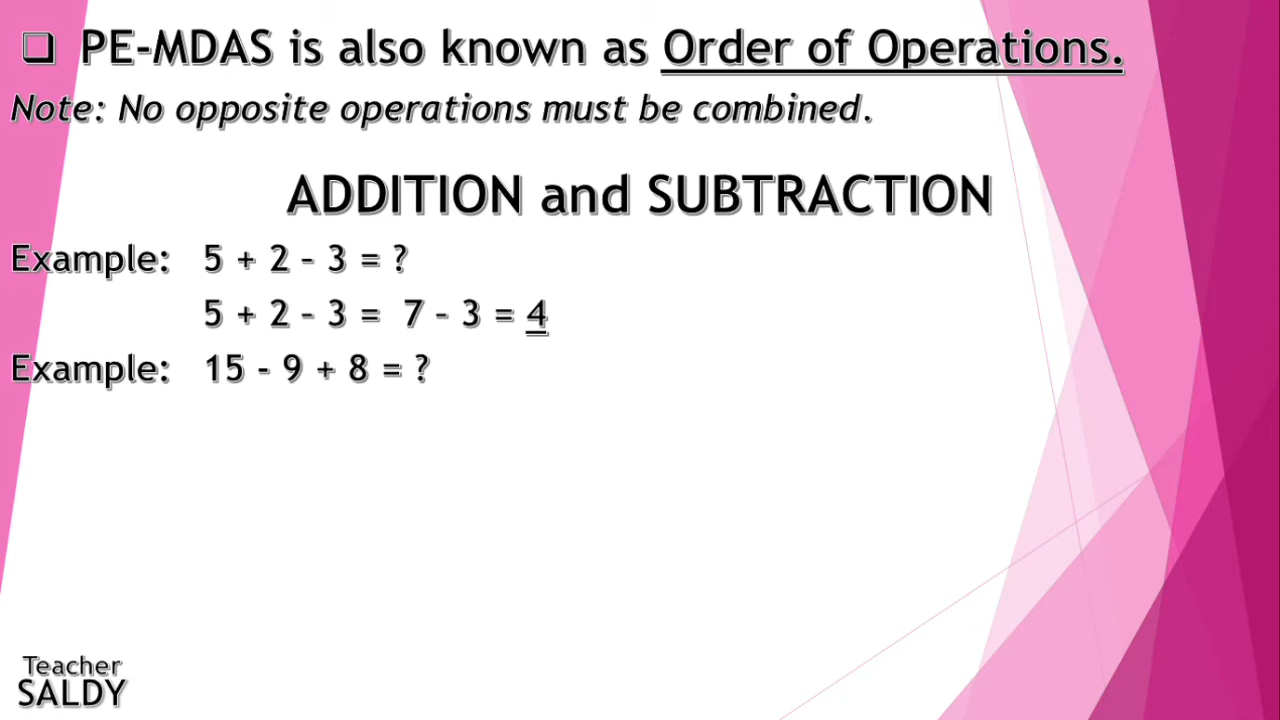 ❑ PE-MDAS is also known as Order of Operations.
Note: No opposite operations must be combined.
ADDITION and SUBTRACTION
Example: 5 + 2 – 3 = ?
5 + 2 – 3 = 7 – 3 = 4
Example: 15 - 9 + 8 = ?
Teacher
SALDY